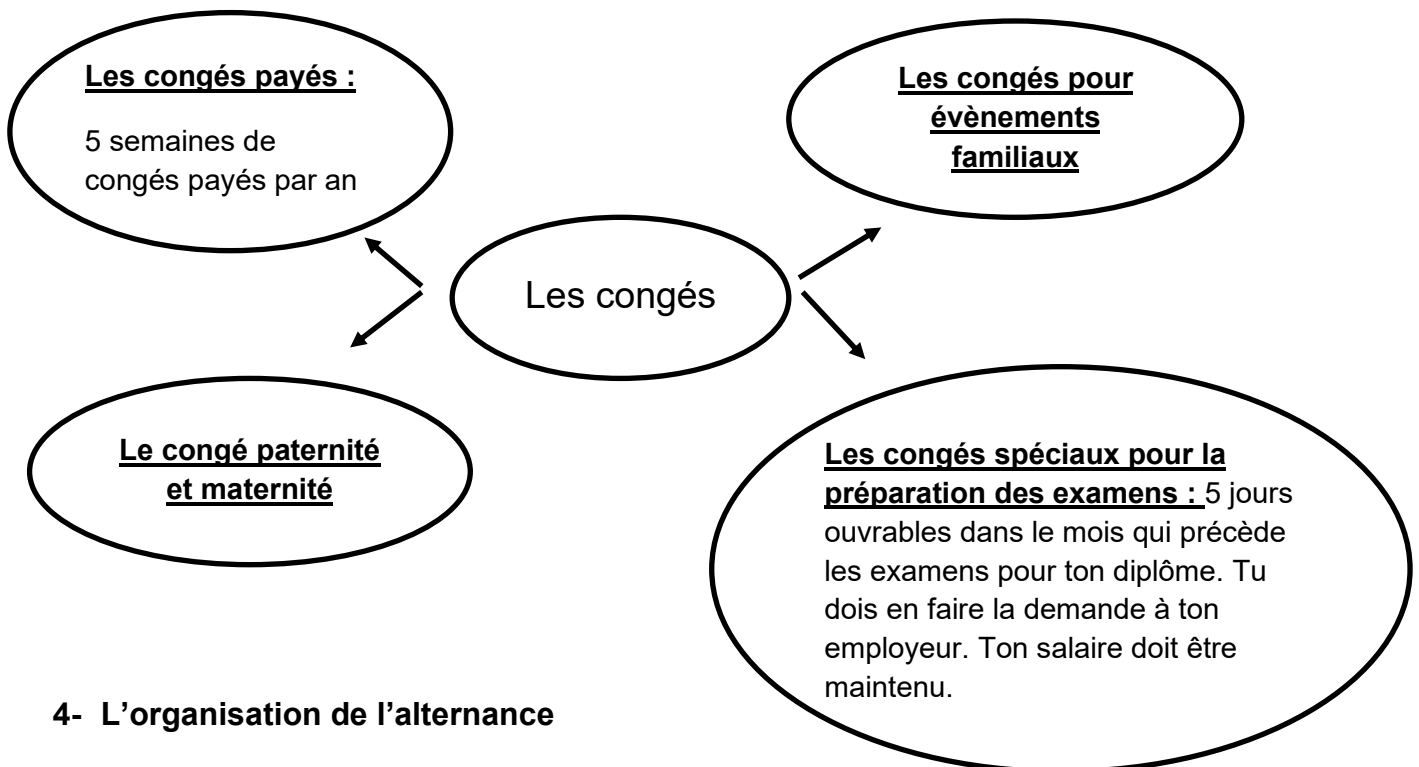 Les congés payés :
5 semaines de
congés payés par an
Les congés pour
évènements
familiaux
Les congés
Le congé paternité
et maternité
Les congés spéciaux pour la
préparation des examens : 5 jours
ouvrables dans le mois qui précède
les examens pour ton diplôme. Tu
dois en faire la demande à ton
employeur. Ton salaire doit être
maintenu.
4- L’organisation de l’alternance